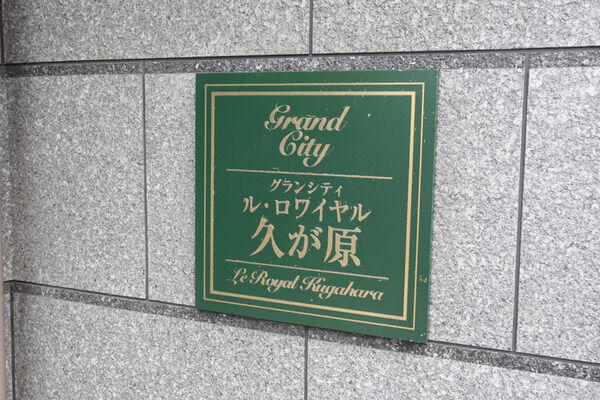 Grand
City
グランシティ
ル・ロワイヤル
久が原
Le Royal Kugahara